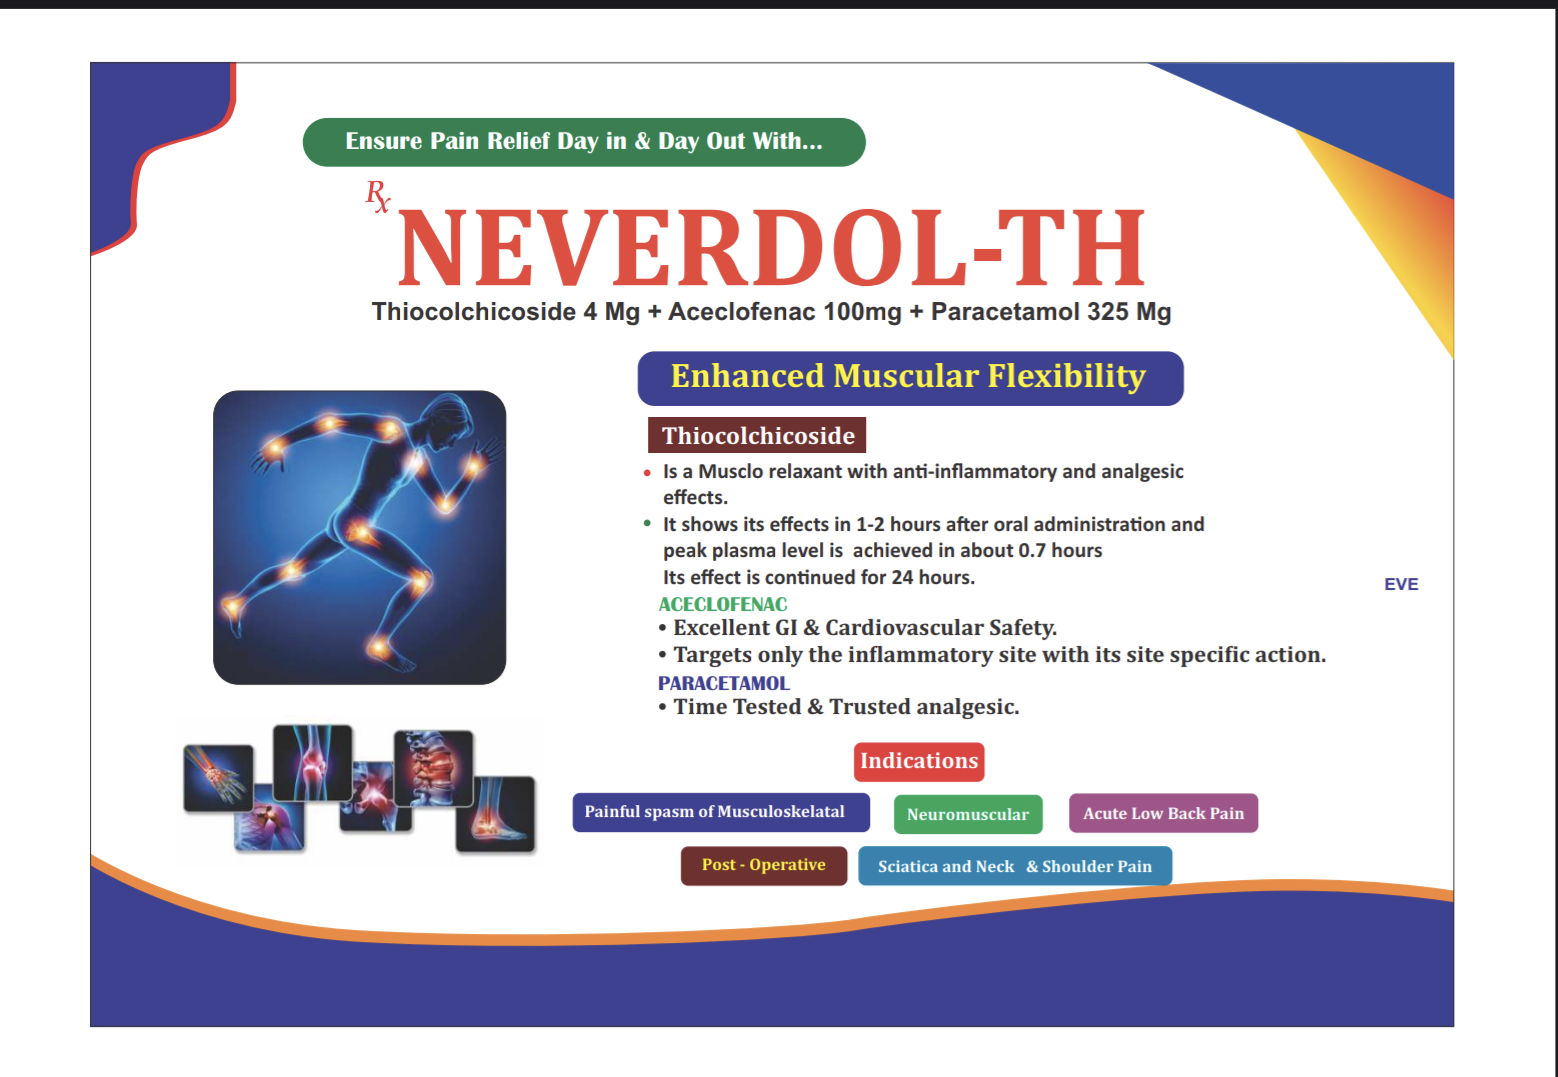 Ensure Pain Relief Day in & Day Out With...
Rx
NEVERDOL-TH
Thiocolchicoside 4 Mg + Aceclofenac 100mg + Paracetamol 325 Mg
Enhanced Muscular Flexibility
Thiocolchicoside
• Is a Musclo relaxant with anti-inflammatory and analgesic
effects.
• It shows its effects in 1-2 hours after oral administration and
peak plasma level is achieved in about 0.7 hours
Its effect is continued for 24 hours.
EVE
ACECLOFENAC
• Excellent GI & Cardiovascular Safety.
• Targets only the inflammatory site with its site specific action.
PARACETAMOL
• Time Tested & Trusted analgesic.
Indications
Painful spasm of Musculoskelatal
Neuromuscular
Acute Low Back Pain
Post - Operative
Sciatica and Neck & Shoulder Pain